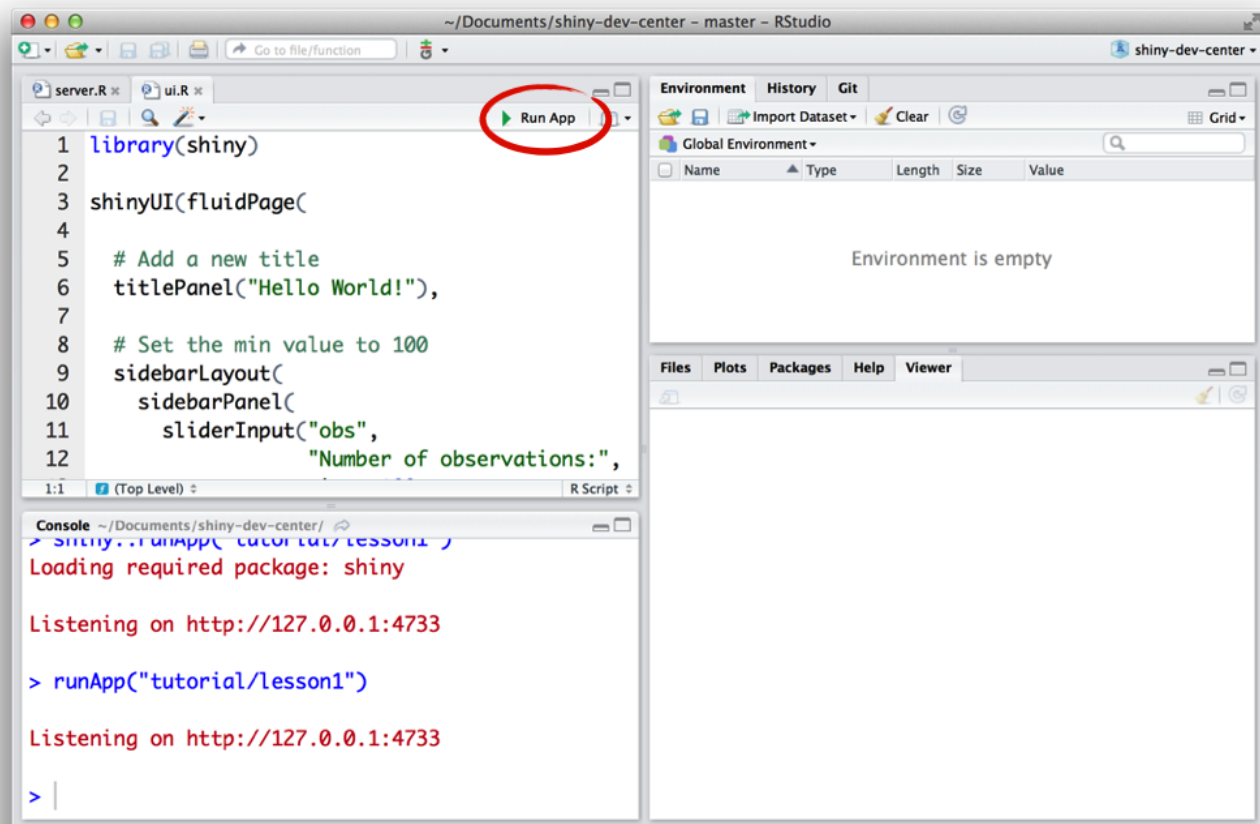 ~/Documents/shiny-dev-center - master - RStudio
Go to file/function
shiny-dev-center
server.R
ui.R
Run App
1 library(shiny)
2
3 shinyUI(fluidPage(
4
5 # Add a new title
6 titlePanel("Hello World!"),
7
8 # Set the min value to 100
9 sidebarLayout(
10 sidebarPanel(
11 sliderInput("obs",
12 "Number of observations:",
1:1 (Top Level) R Script
Console ~/Documents/shiny-dev-center/
> shiny::runApp('tutorial/lesson1')
Loading required package: shiny
Listening on http://127.0.0.1:4733
> runApp("tutorial/lesson1")
Listening on http://127.0.0.1:4733
>
Environment History Git
Import Dataset Clear Grid
Global Environment
Name Type Length Size Value
Environment is empty
Files Plots Packages Help Viewer